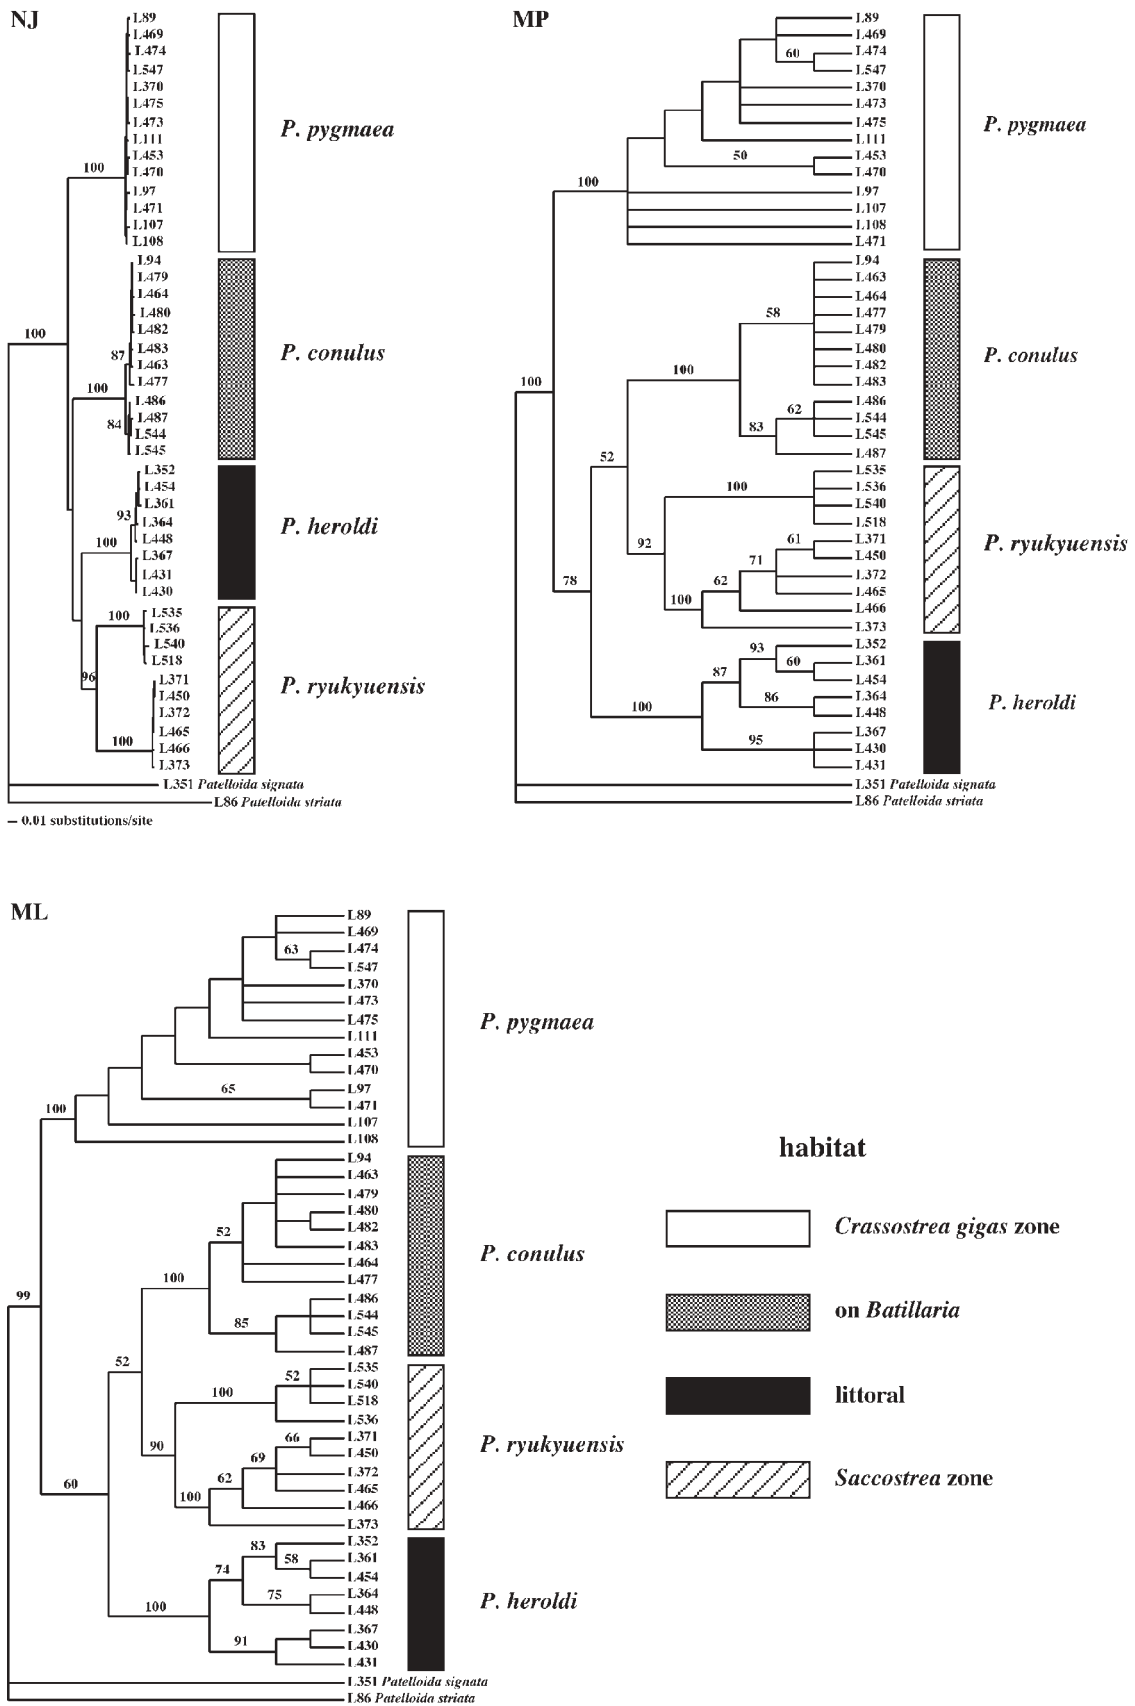 NJ
L89
L469
L474
L547
L370
L475
L473
L111
L453
L470
L97
L471
L107
L108
100
P. pygmaea
L94
L479
L464
L480
L482
L483
L463
L477
L486
L487
L544
L545
87
100
84
100
P. conulus
L352
L454
L361
L364
L448
L367
L431
L430
93
100
P. heroldi
L535
L536
L540
L518
L371
L450
L372
L465
L466
L373
100
96
100
P. ryukyuensis
L351 Patelloida signata
L86 Patelloida striata
0.01 substitutions/site
MP
L89
L469
L474
L547
L370
L473
L475
L111
L453
L470
L97
L107
L108
L471
60
50
100
P. pygmaea
L94
L463
L464
L477
L479
L480
L482
L483
L486
L544
L545
L487
58
100
62
83
100
52
P. conulus
L535
L536
L540
L518
L371
L450
L372
L465
L466
L373
100
92
61
71
62
100
78
P. ryukyuensis
L352
L361
L454
L364
L448
L367
L430
L431
93
60
87
86
100
95
P. heroldi
L351 Patelloida signata
L86 Patelloida striata
ML
L89
L469
L474
L547
L370
L473
L475
L111
L453
L470
L97
L471
L107
L108
63
65
100
P. pygmaea
L94
L463
L479
L480
L482
L483
L464
L477
L486
L544
L545
L487
52
100
85
99
52
P. conulus
L535
L540
L518
L536
L371
L450
L372
L465
L466
L373
52
100
66
90
69
62
60
100
P. ryukyuensis
L352
L361
L454
L364
L448
L367
L430
L431
83
58
74
75
100
91
P. heroldi
L351 Patelloida signata
L86 Patelloida striata
habitat
Crassostrea gigas zone
on Batillaria
littoral
Saccostrea zone